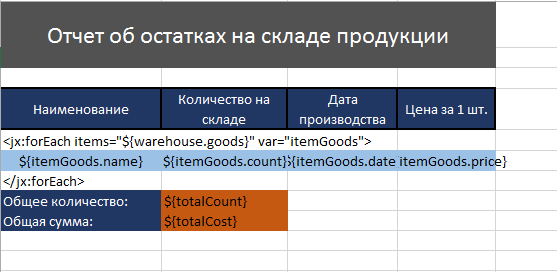 Отчет об остатках на складе продукции
Наименование Количество на складе Дата производства Цена за 1 шт.
<jx:forEach items="${warehouse.goods}" var="itemGoods">
${itemGoods.name} ${itemGoods.count} ${itemGoods.date itemGoods.price}
</jx:forEach>
Общее количество: ${totalCount}
Общая сумма: ${totalCost}